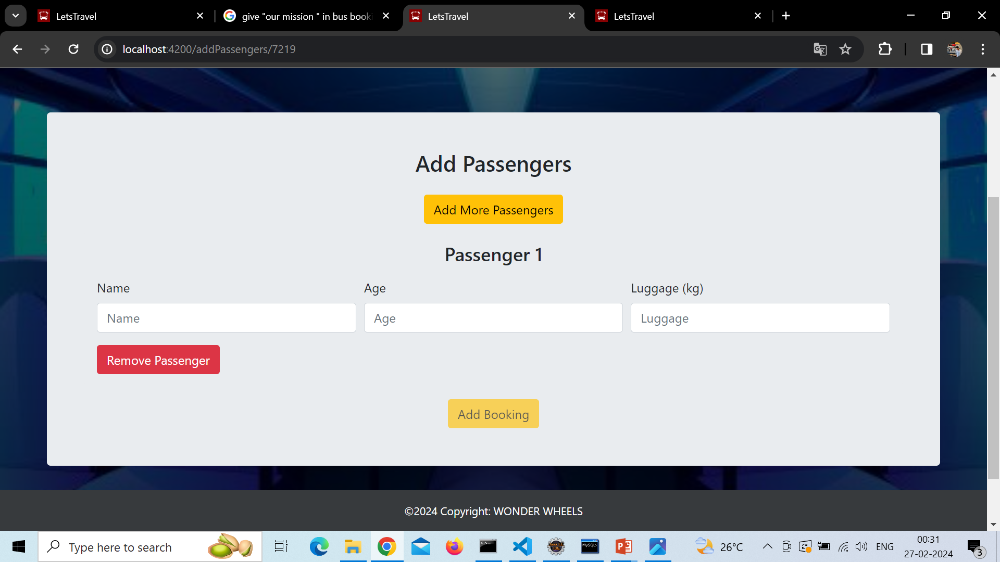 LetsTravel
give "our mission " in bus booki
LetsTravel
LetsTravel
localhost:4200/addPassengers/7219
Add Passengers
Add More Passengers
Passenger 1
Name Age Luggage (kg)
Name Age Luggage
Remove Passenger
Add Booking
©2024 Copyright: WONDER WHEELS
Type here to search
26°C
ENG
00:31
27-02-2024
3